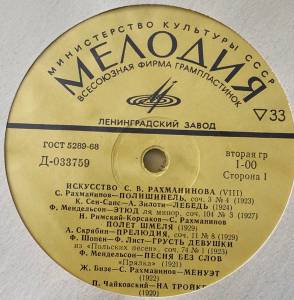 МИНИСТЕРСТВО КУЛЬТУРЫ СССР
МЕЛОДИЯ
ВСЕСОЮЗНАЯ ФИРМА ГРАМПЛАСТИНОК
▽33
ЛЕНИНГРАДСКИЙ ЗАВОД
ГОСТ 5289-68
вторая гр
Д-033759
1-00
Сторона 1
ИСКУССТВО С. В. РАХМАНИНОВА (VIII)
С. Рахманинов—ПОЛИШИНЕЛЬ, соч. 3 № 4 (1923)
К. Сен-Санс—А. Зилоти—ЛЕБЕДЬ (1924)
Ф. Мендельсон—ЭТЮД ля минор, соч. 104 № 3 (1927)
Н. Римский-Корсаков—С. Рахманинов
ПОЛЕТ ШМЕЛЯ (1929)
А. Скрябин—ПРЕЛЮДИЯ, соч. 11 № 8 (1929)
Ф. Шопен—Ф. Лист—ГРУСТЬ ДЕВУШКИ
из «Польских песен», соч. 74 № 1 (1923)
Ф. Мендельсон—ПЕСНЯ БЕЗ СЛОВ
(Прялка) (1920)
Ж. Бизе—С. Рахманинов—МЕНУЭТ
П. Чайковский—НА ТРОЙКЕ
1920